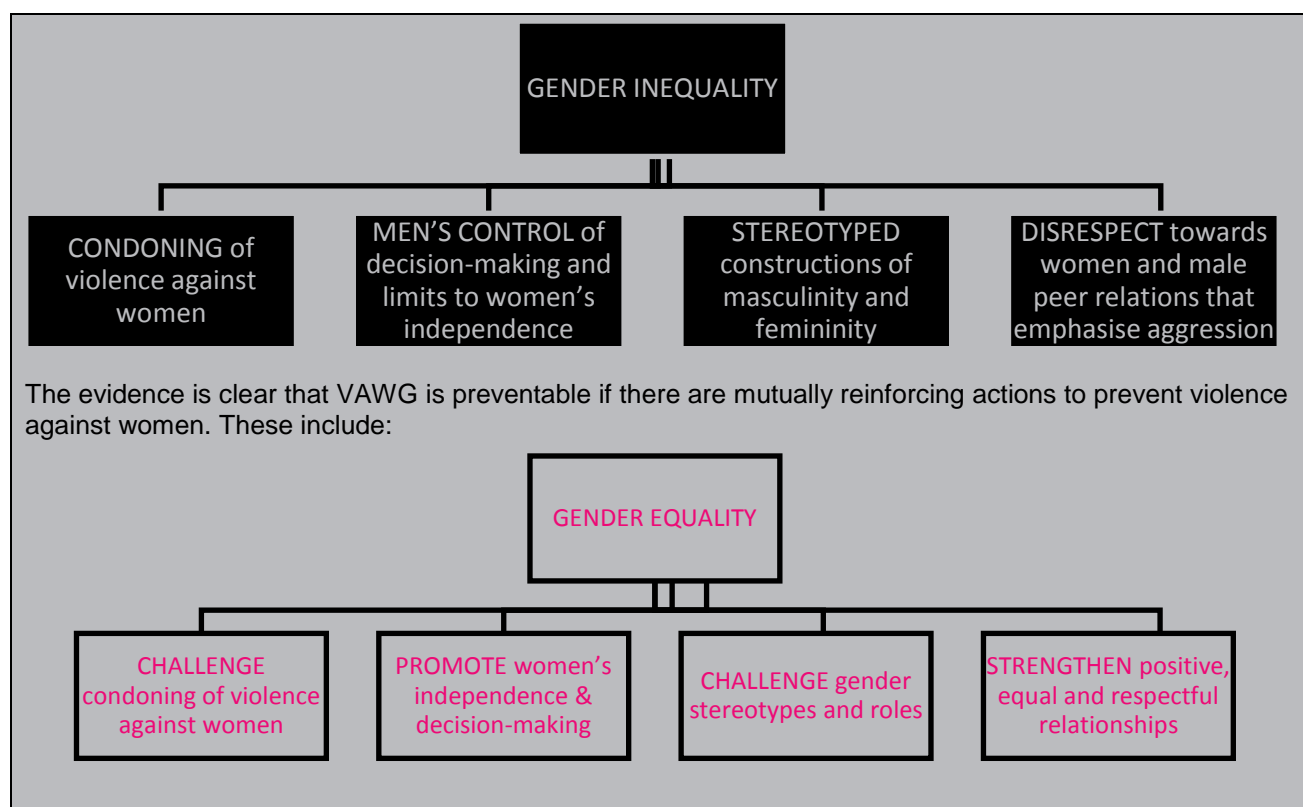 GENDER INEQUALITY
CONDONING of
violence against
women
MEN’S CONTROL of
decision-making and
limits to women’s
independence
STEREOTYPED
constructions of
masculinity and
femininity
DISRESPECT towards
women and male
peer relations that
emphasise aggression
The evidence is clear that VAWG is preventable if there are mutually reinforcing actions to prevent violence
against women. These include:
GENDER EQUALITY
CHALLENGE
condoning of violence
against women
PROMOTE women’s
independence &
decision-making
CHALLENGE gender
stereotypes and roles
STRENGTHEN positive,
equal and respectful
relationships